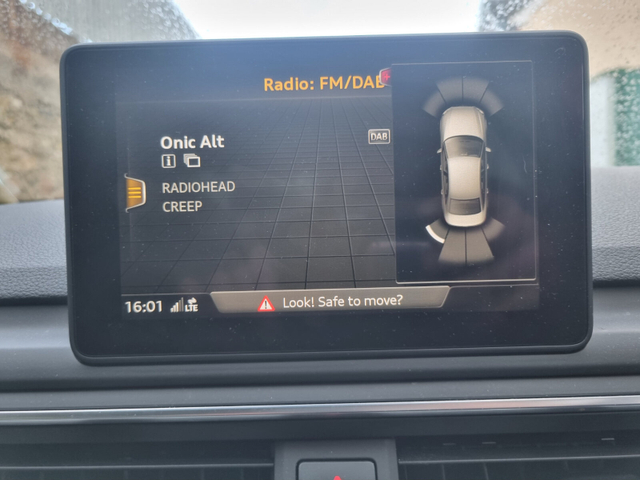 Radio: FM/DAB
Onic Alt
DAB
RADIOHEAD
CREEP
16:01 LTE
Look! Safe to move?